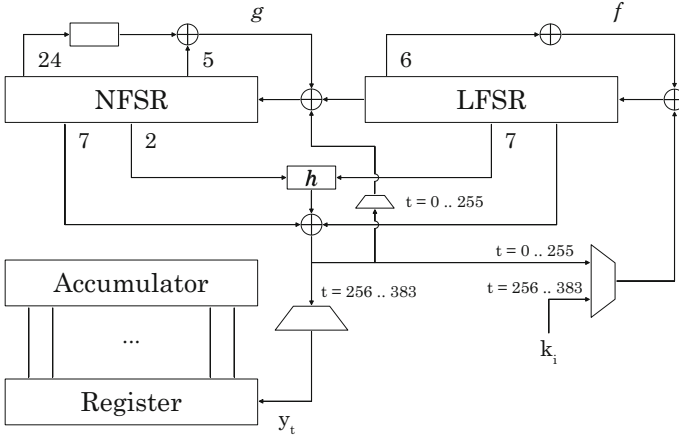 g
f
24
5
6
NFSR
LFSR
7
2
7
h
t = 0 .. 255
t = 0 .. 255
Accumulator
t = 256 .. 383
t = 256 .. 383
...
k_i
Register
y_t